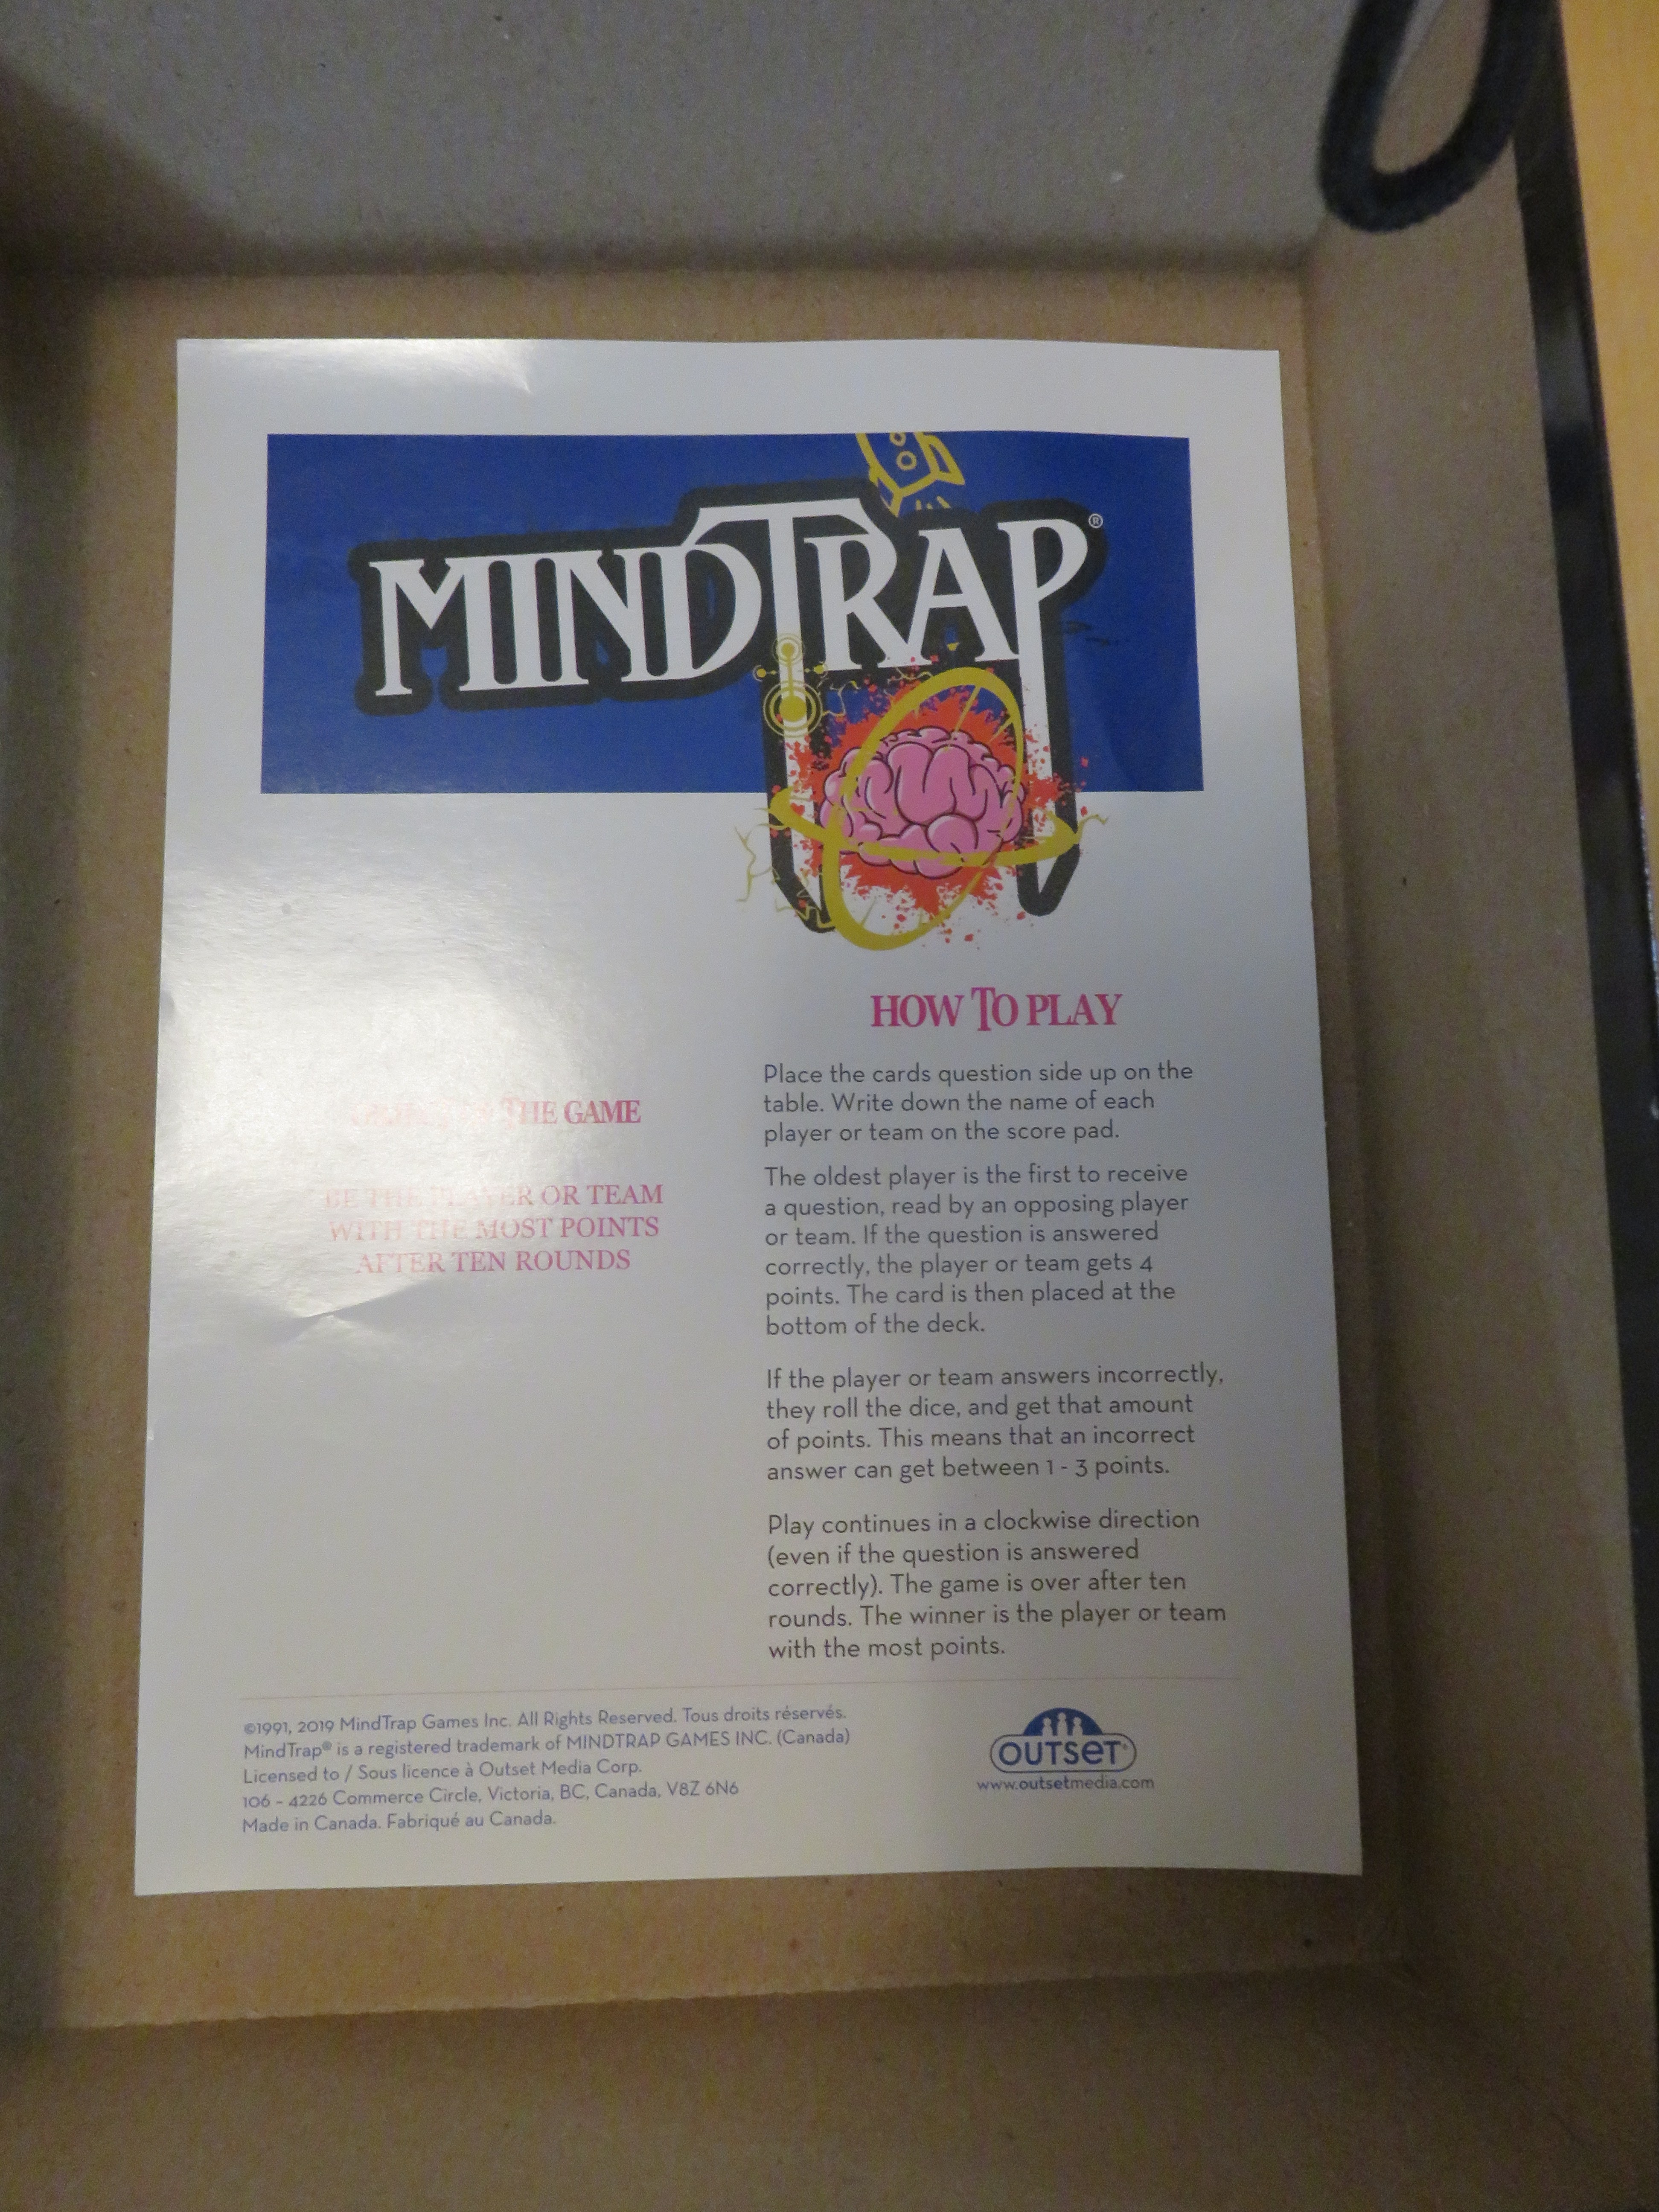 MINDTRAP®
THE GAME
BE THE PLAYER OR TEAM
WITH THE MOST POINTS
AFTER TEN ROUNDS
HOW TO PLAY
Place the cards question side up on the
table. Write down the name of each
player or team on the score pad.
The oldest player is the first to receive
a question, read by an opposing player
or team. If the question is answered
correctly, the player or team gets 4
points. The card is then placed at the
bottom of the deck.
If the player or team answers incorrectly,
they roll the dice, and get that amount
of points. This means that an incorrect
answer can get between 1 - 3 points.
Play continues in a clockwise direction
(even if the question is answered
correctly). The game is over after ten
rounds. The winner is the player or team
with the most points.
©1991, 2019 MindTrap Games Inc. All Rights Reserved. Tous droits réservés.
MindTrap® is a registered trademark of MINDTRAP GAMES INC. (Canada)
Licensed to / Sous licence à Outset Media Corp.
106 - 4226 Commerce Circle, Victoria, BC, Canada, V8Z 6N6
Made in Canada. Fabriqué au Canada.
OUTSET®
www.outsetmedia.com